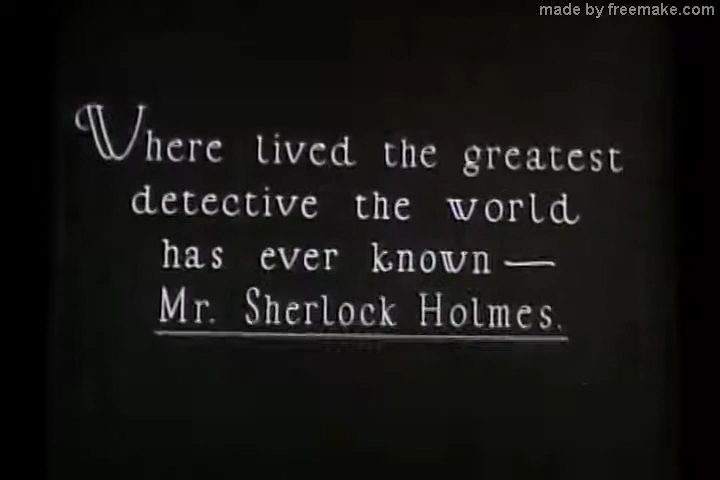 made by freemake.com
Where lived the greatest
detective the world
has ever known —
Mr. Sherlock Holmes.